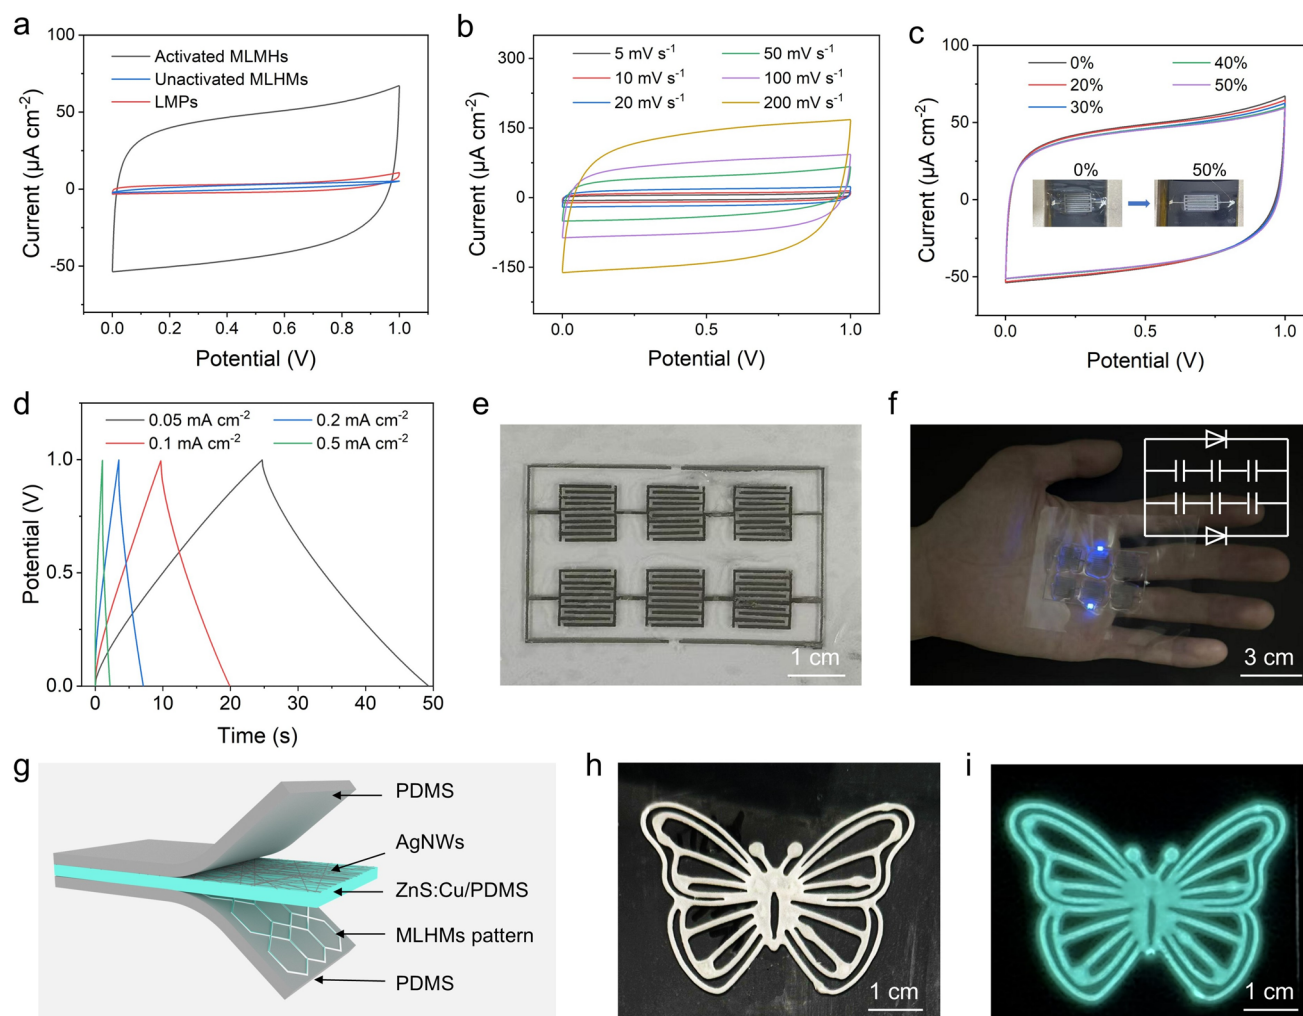 a
100
50
0
-50
Current (µA cm-2)
Activated MLMHs
Unactivated MLHMs
LMPs
0.0 0.2 0.4 0.6 0.8 1.0
Potential (V)
b
300
150
0
-150
Current (µA cm-2)
5 mV s-1 50 mV s-1
10 mV s-1 100 mV s-1
20 mV s-1 200 mV s-1
0.0 0.5 1.0
Potential (V)
c
100
50
0
-50
Current (µA cm-2)
0% 40%
20% 50%
30%
0% 50%
0.0 0.5 1.0
Potential (V)
d
1.0
0.5
0.0
Potential (V)
0.05 mA cm-2 0.2 mA cm-2
0.1 mA cm-2 0.5 mA cm-2
0 10 20 30 40 50
Time (s)
e
1 cm
f
3 cm
g
PDMS
AgNWs
ZnS:Cu/PDMS
MLHMs pattern
PDMS
h
1 cm
i
1 cm